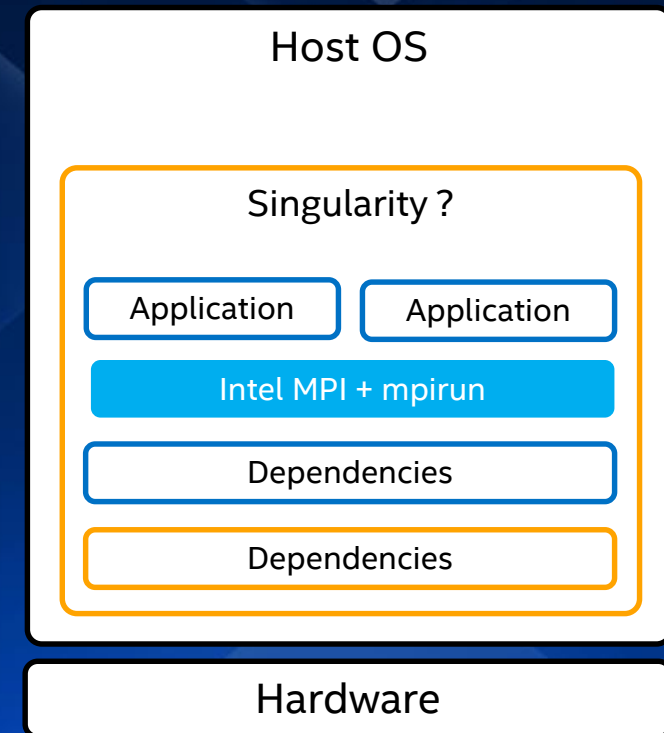 Host OS
Singularity ?
Application Application
Intel MPI + mpirun
Dependencies
Dependencies
Hardware